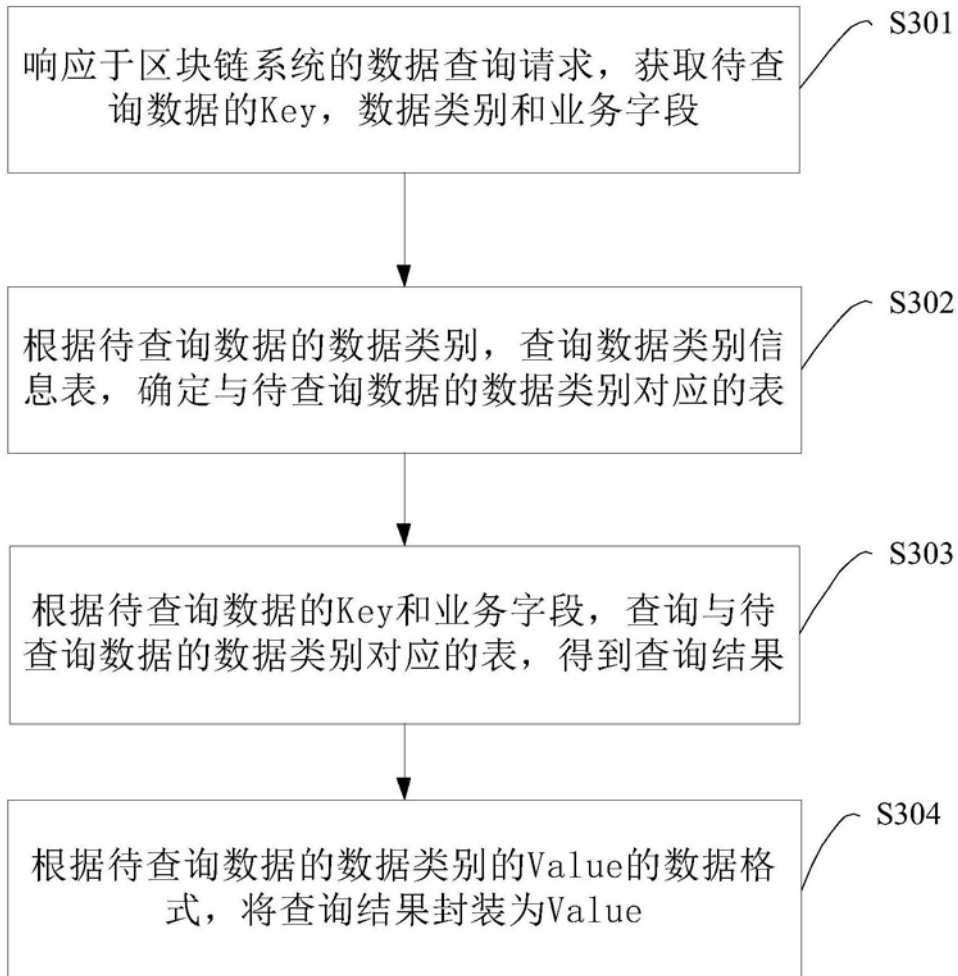 S301
响应于区块链系统的数据查询请求，获取待查
询数据的Key，数据类别和业务字段
S302
根据待查询数据的数据类别，查询数据类别信
息表，确定与待查询数据的数据类别对应的表
S303
根据待查询数据的Key和业务字段，查询与待
查询数据的数据类别对应的表，得到查询结果
S304
根据待查询数据的数据类别的Value的数据格
式，将查询结果封装为Value